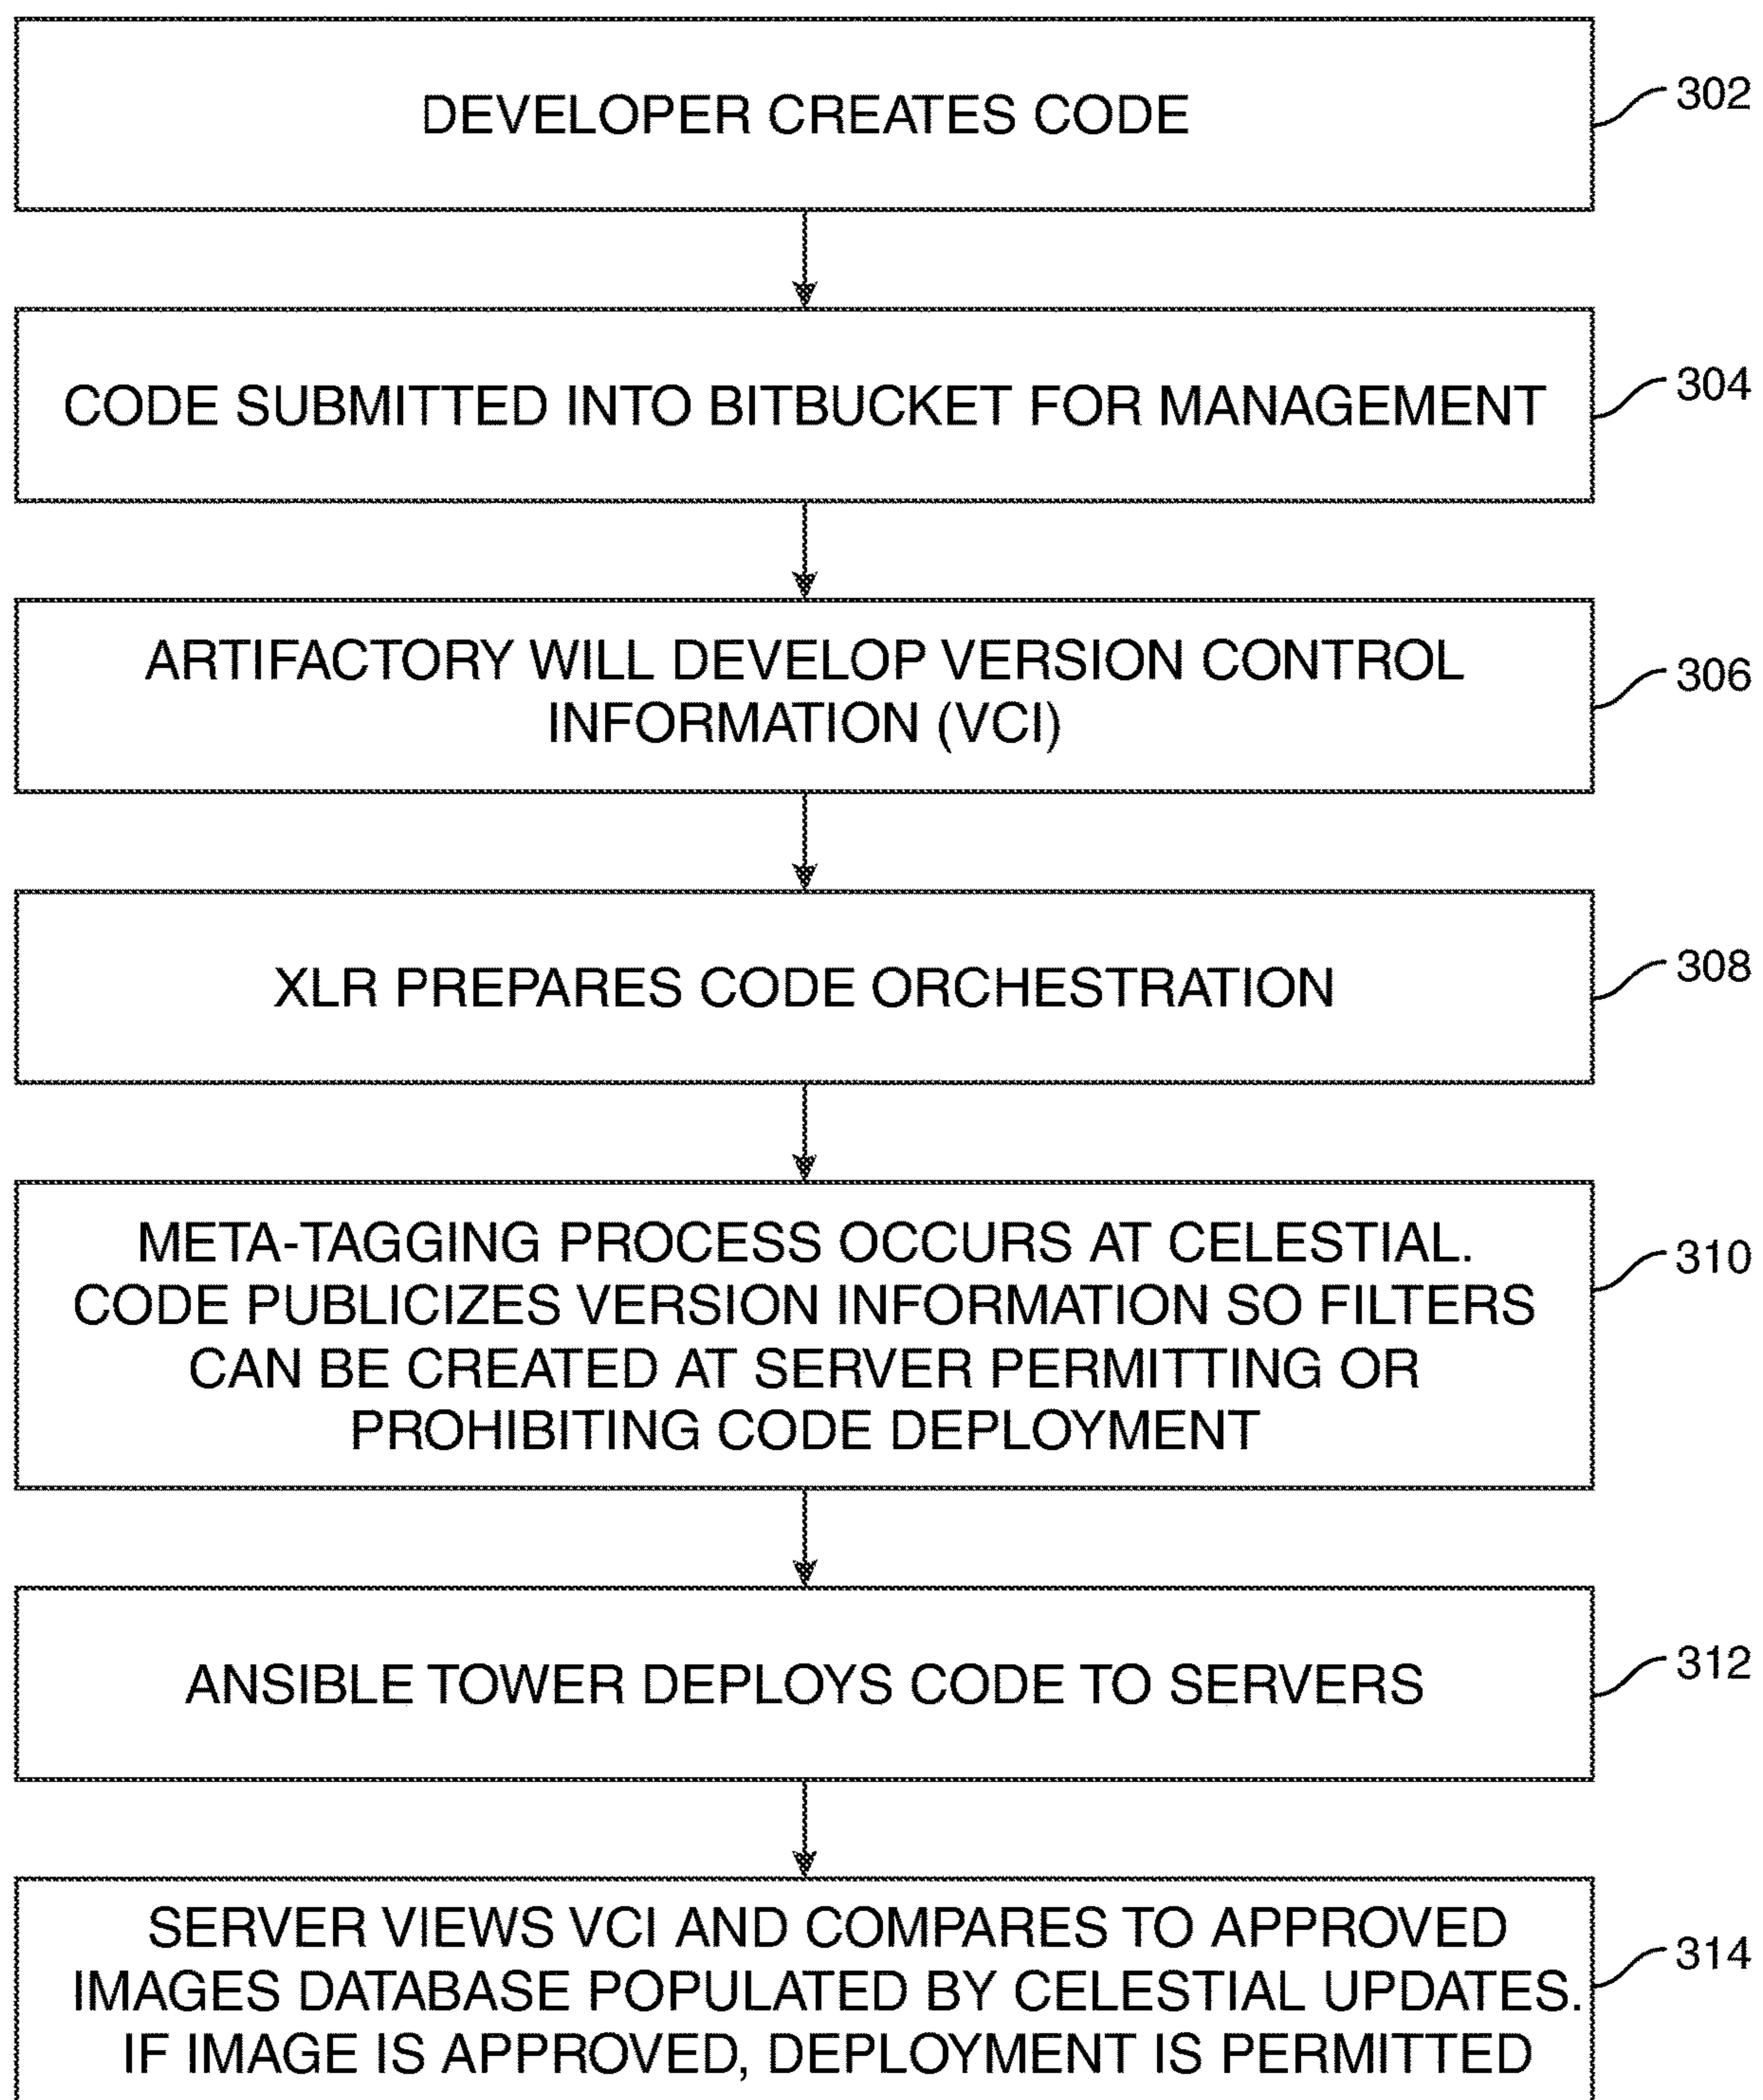 DEVELOPER CREATES CODE
302
CODE SUBMITTED INTO BITBUCKET FOR MANAGEMENT
304
ARTIFACTORY WILL DEVELOP VERSION CONTROL
INFORMATION (VCI)
306
XLR PREPARES CODE ORCHESTRATION
308
META-TAGGING PROCESS OCCURS AT CELESTIAL.
CODE PUBLICIZES VERSION INFORMATION SO FILTERS
CAN BE CREATED AT SERVER PERMITTING OR
PROHIBITING CODE DEPLOYMENT
310
ANSIBLE TOWER DEPLOYS CODE TO SERVERS
312
SERVER VIEWS VCI AND COMPARES TO APPROVED
IMAGES DATABASE POPULATED BY CELESTIAL UPDATES.
IF IMAGE IS APPROVED, DEPLOYMENT IS PERMITTED
314